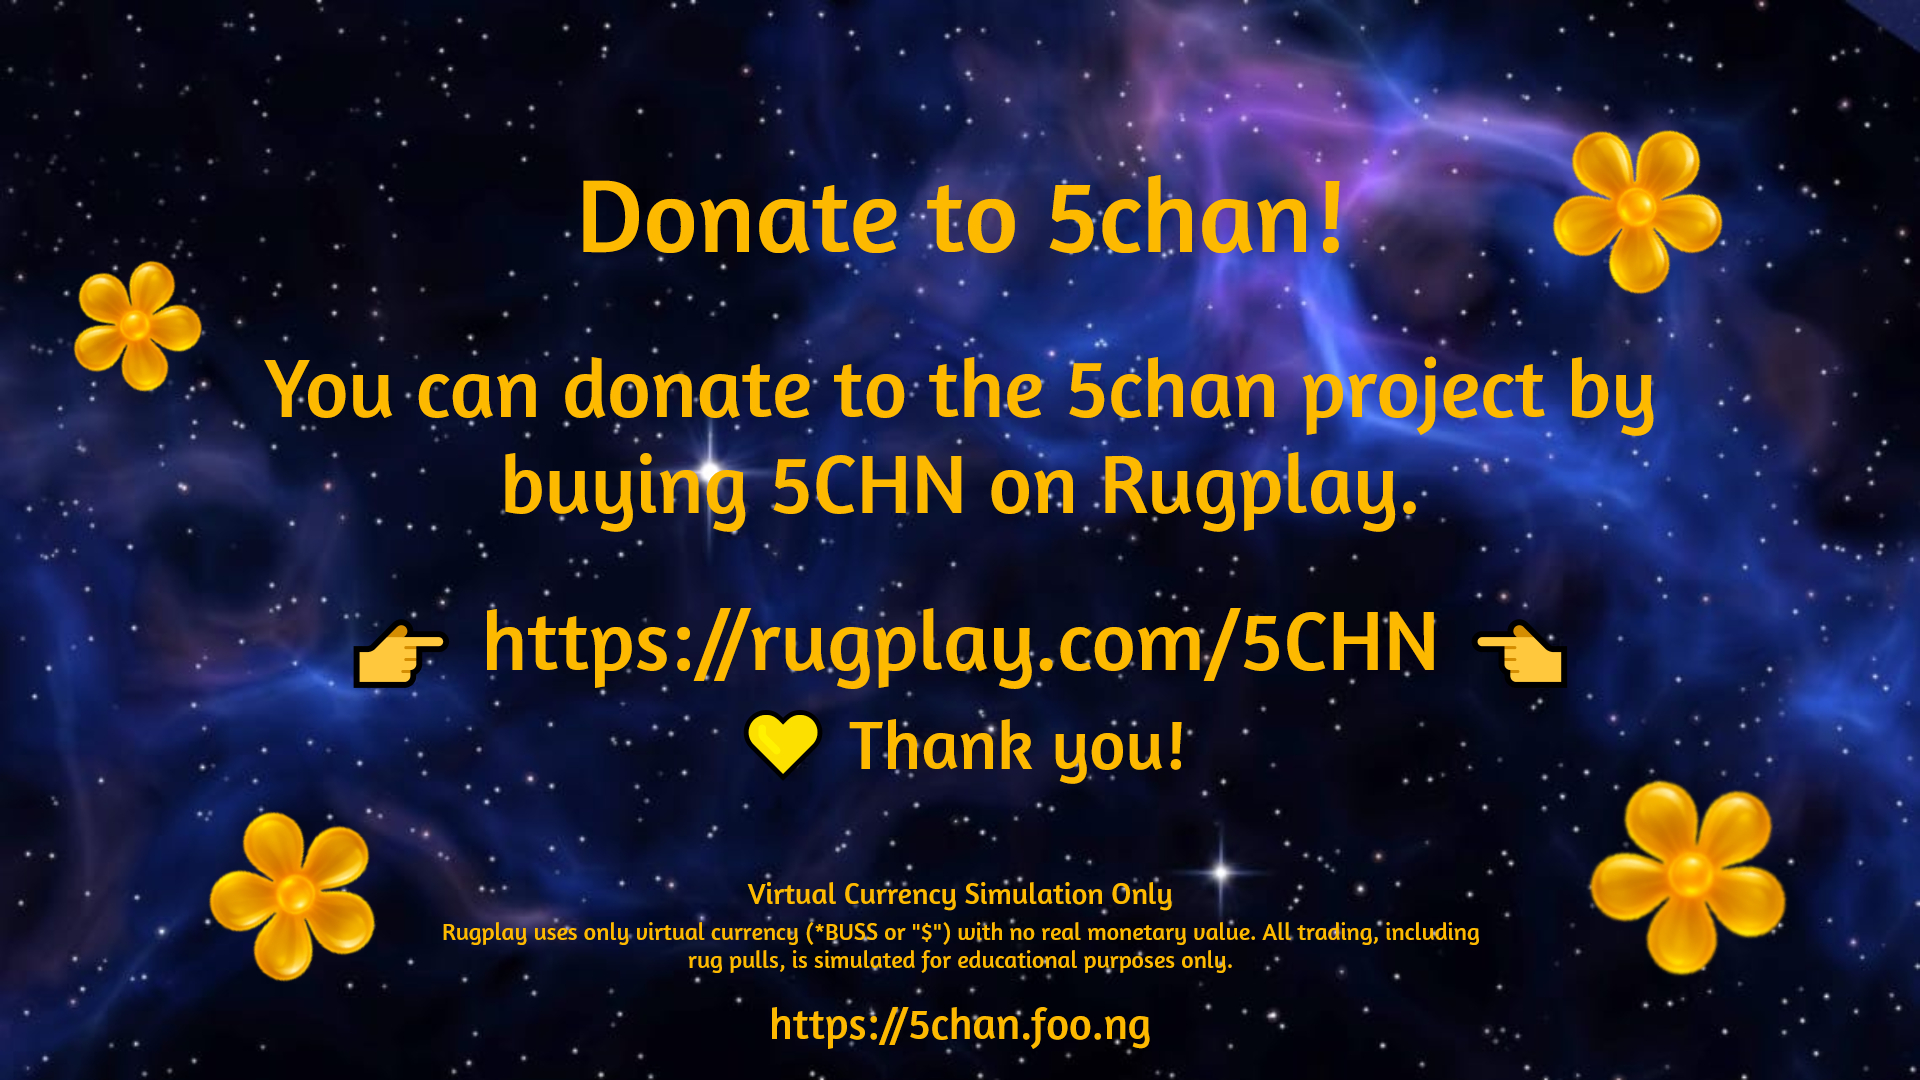 Donate to 5chan!
You can donate to the 5chan project by
buying 5CHN on Rugplay.
👉 https://rugplay.com/5CHN 👈
💛 Thank you!
Virtual Currency Simulation Only
Rugplay uses only virtual currency (*BUSS or "$") with no real monetary value. All trading, including
rug pulls, is simulated for educational purposes only.
https://5chan.foo.ng